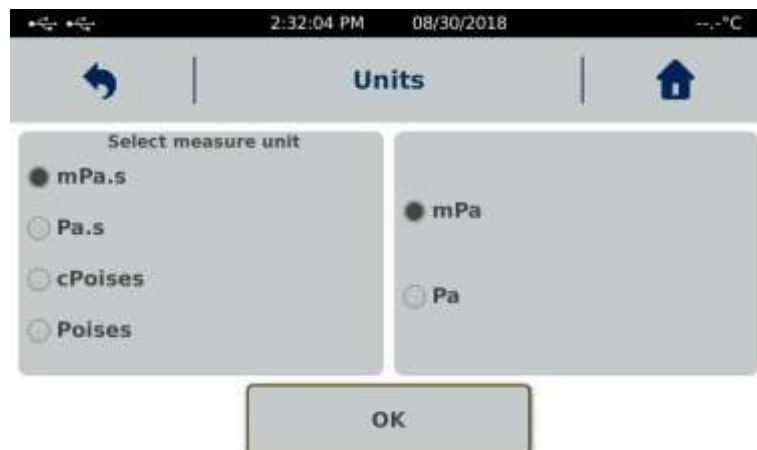 2:32:04 PM 08/30/2018 --.-°C
Units
Select measure unit
mPa.s
Pa.s
cPoises
Poises
mPa
Pa
OK